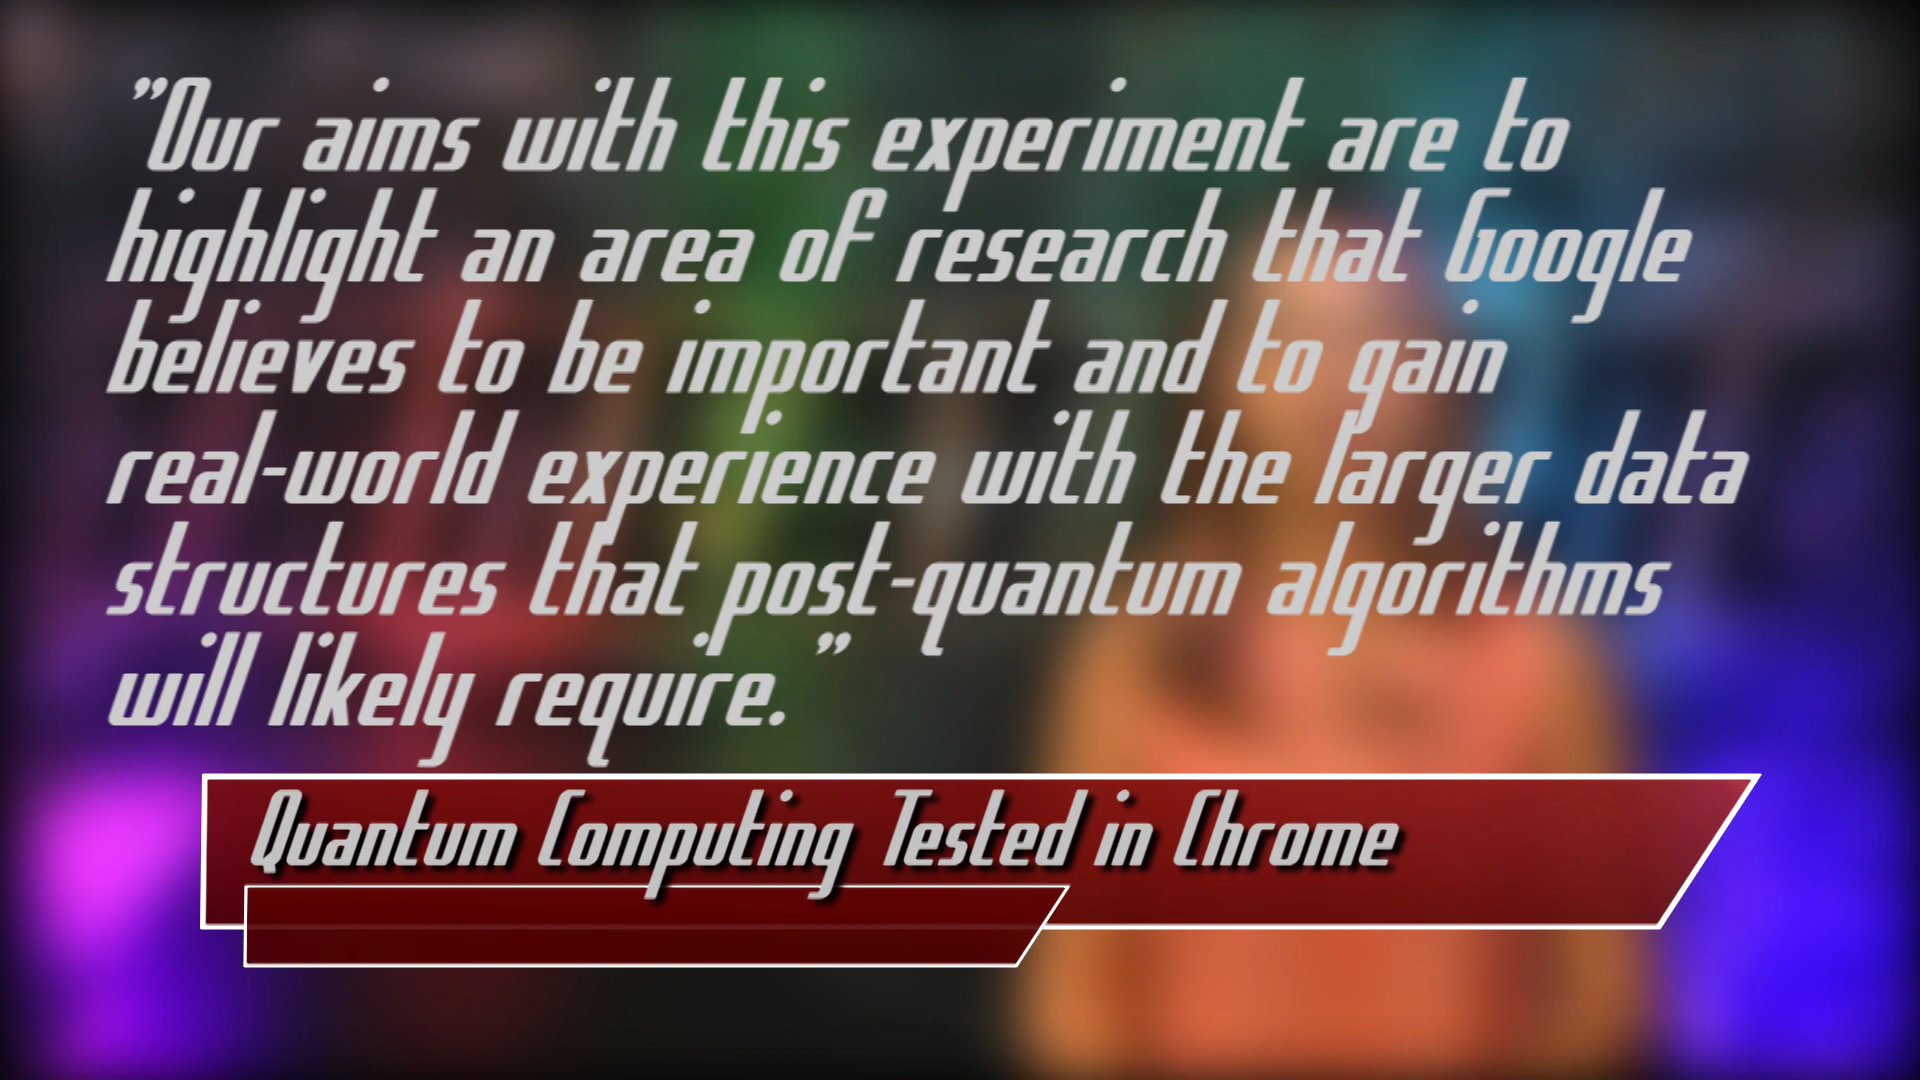 "Our aims with this experiment are to
highlight an area of research that Google
believes to be important and to gain
real-world experience with the larger data
structures that post-quantum algorithms
will likely require."
Quantum Computing Tested in Chrome